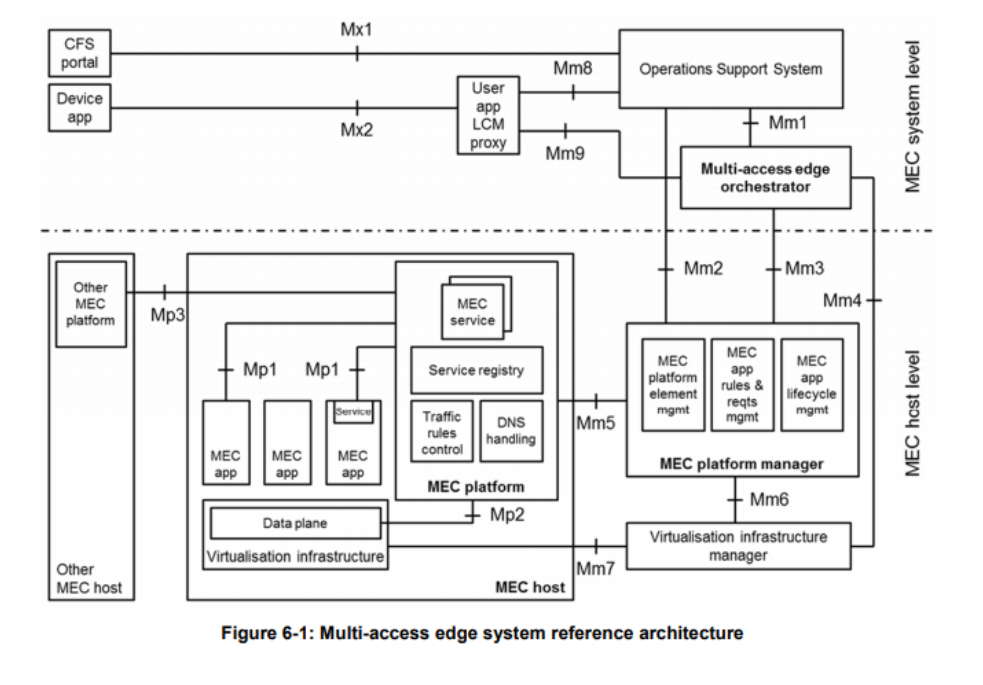 CFS
portal
Mx1
Operations Support System
MEC system level
Device
app
Mx2
User
app
LCM
proxy
Mm8
Mm9
Mm1
Multi-access edge
orchestrator
Other
MEC
platform
Mp3
MEC
service
Mm2
Mm3
Mm4
MEC host level
Mp1
Mp1
Service registry
MEC
platform
element
mgmt
MEC
app
rules &
reqts
mgmt
MEC
app
lifecycle
mgmt
MEC
app
MEC
app
Service
MEC
app
Traffic
rules
control
DNS
handling
Mm5
MEC platform
MEC platform manager
Mp2
Mm6
Data plane
Virtualisation infrastructure
Mm7
Virtualisation infrastructure
manager
Other
MEC host
MEC host
Figure 6-1: Multi-access edge system reference architecture